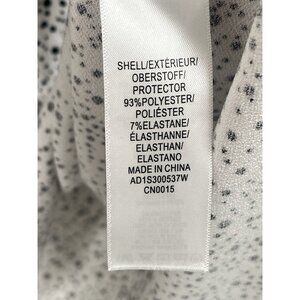 SHELL/EXTÉRIEUR/
OBERSTOFF/
PROTECTOR
93%POLYESTER/
POLIÉSTER
7%ELASTANE/
ÉLASTHANNE/
ELASTHAN/
ELASTANO
MADE IN CHINA
AD1S300537W
CN0015